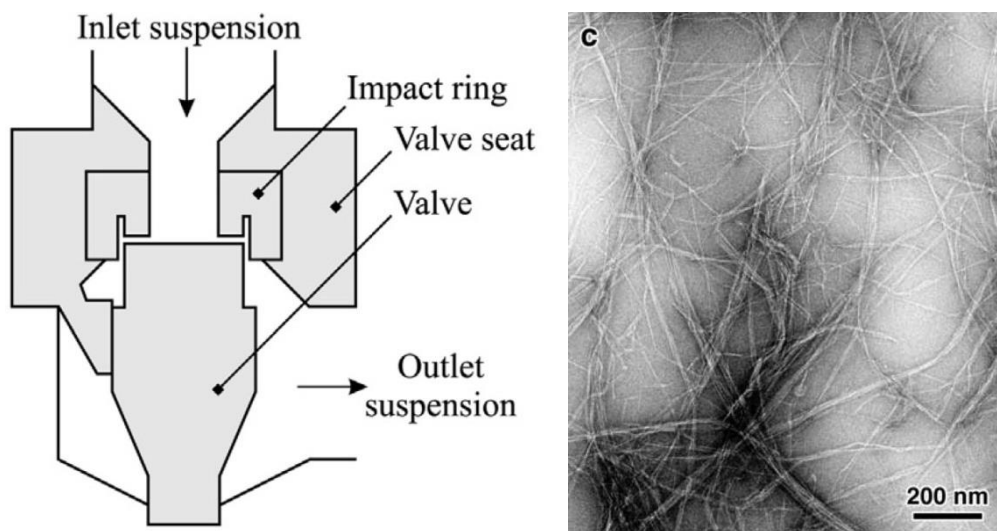 Inlet suspension
Impact ring
Valve seat
Valve
Outlet
suspension
c
200 nm